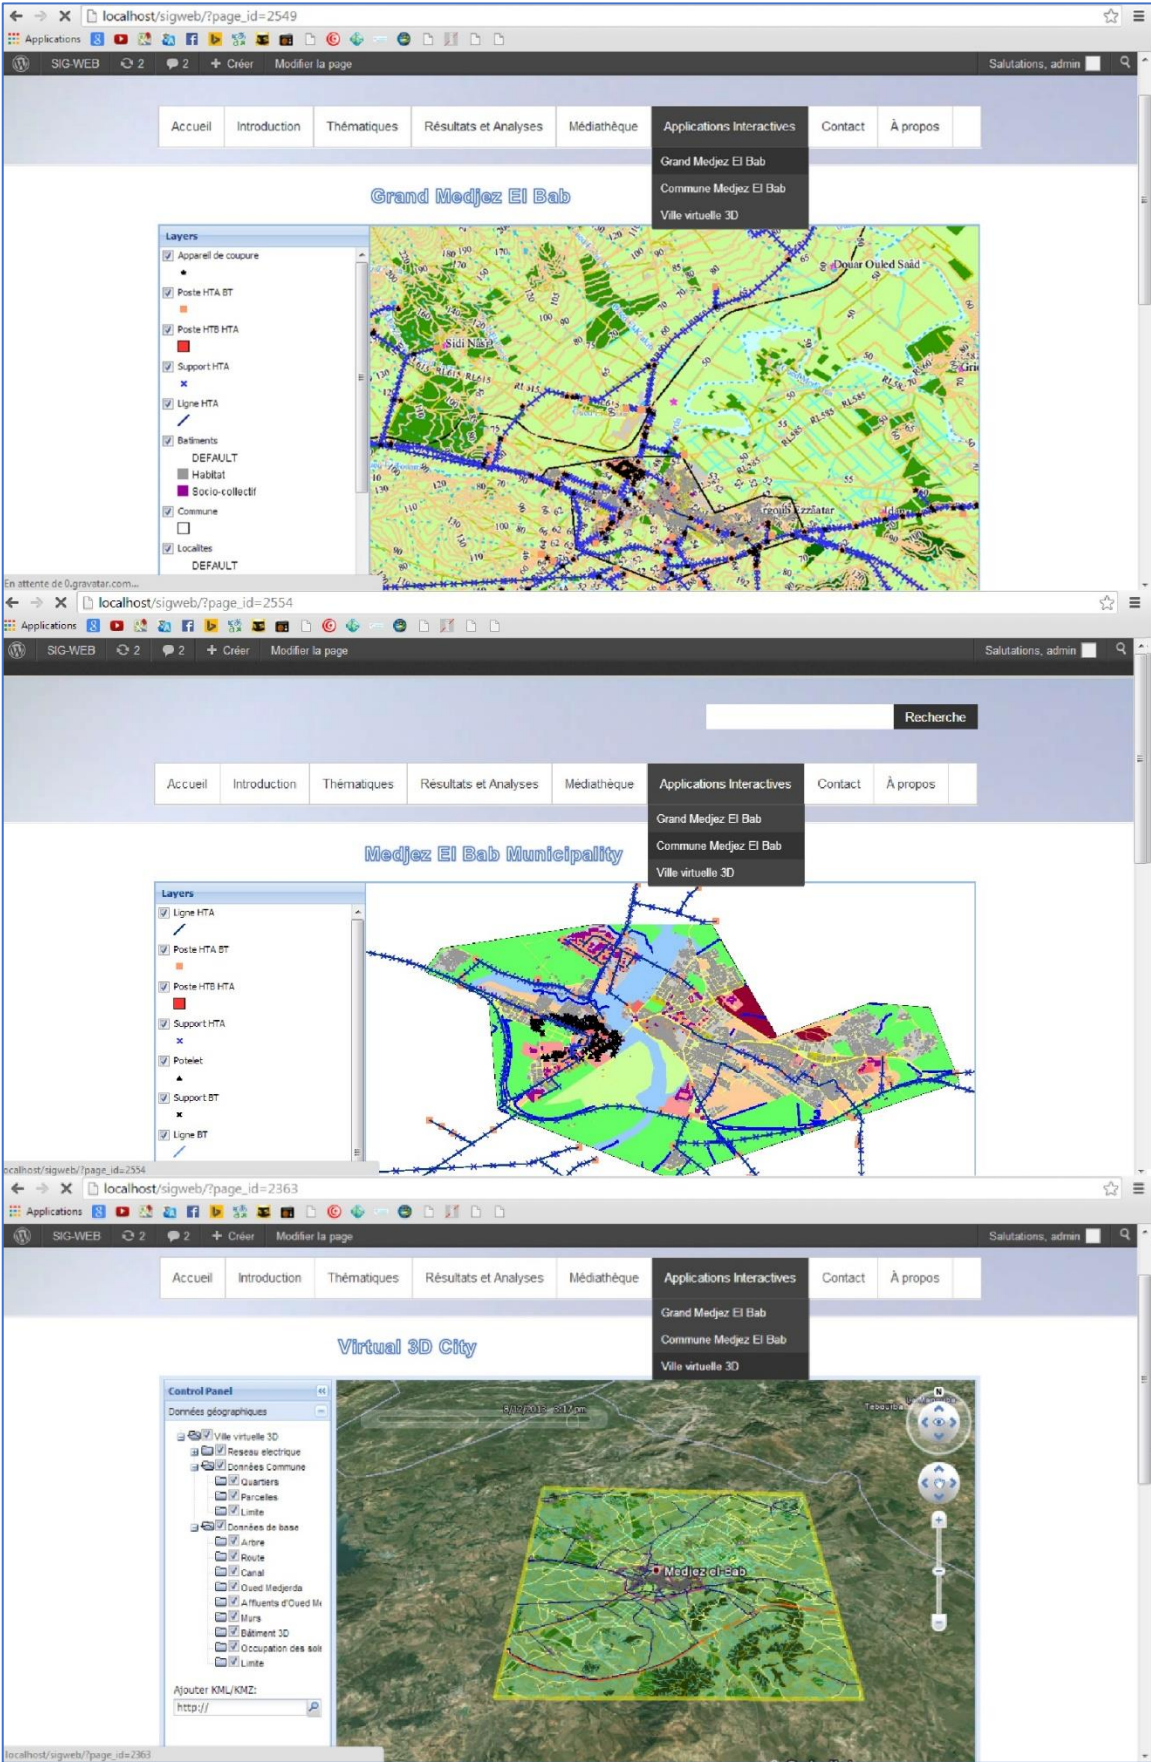 localhost/sigweb/?page_id=2549
Applications
SIG-WEB 2 2 + Créer Modifier la page Salutations, admin
Accueil Introduction Thématiques Résultats et Analyses Médiathèque Applications Interactives Contact À propos
Grand Medjez El Bab
Commune Medjez El Bab
Ville virtuelle 3D
Grand Medjez El Bab
Layers
Appareil de coupure
Poste HTA BT
Poste HTB HTA
Support HTA
Ligne HTA
Batiments
DEFAULT
Habitat
Socio-collectif
Commune
Localites
DEFAULT
Douar Ouled Saâd
Sidi Nasir
Argoub Ezzaatar
En attente de 0.gravatar.com...
localhost/sigweb/?page_id=2554
Applications
SIG-WEB 2 2 + Créer Modifier la page Salutations, admin
Recherche
Accueil Introduction Thématiques Résultats et Analyses Médiathèque Applications Interactives Contact À propos
Grand Medjez El Bab
Commune Medjez El Bab
Ville virtuelle 3D
Medjez El Bab Municipality
Layers
Ligne HTA
Poste HTA BT
Poste HTB HTA
Support HTA
Potelet
Support BT
Ligne BT
ocalhost/sigweb/?page_id=2554
localhost/sigweb/?page_id=2363
Applications
SIG-WEB 2 2 + Créer Modifier la page Salutations, admin
Accueil Introduction Thématiques Résultats et Analyses Médiathèque Applications Interactives Contact À propos
Grand Medjez El Bab
Commune Medjez El Bab
Ville virtuelle 3D
Virtual 3D City
Control Panel
Données géographiques
Ville virtuelle 3D
Reseau electrique
Données Commune
Quartiers
Parcelles
Limite
Données de base
Arbre
Route
Canal
Oued Medjerda
Affluents d'Oued Me
Murs
Bâtiment 3D
Occupation des sols
Limite
Ajouter KML/KMZ:
http://
N
Medjez el-Bab
localhost/sigweb/?page_id=2363